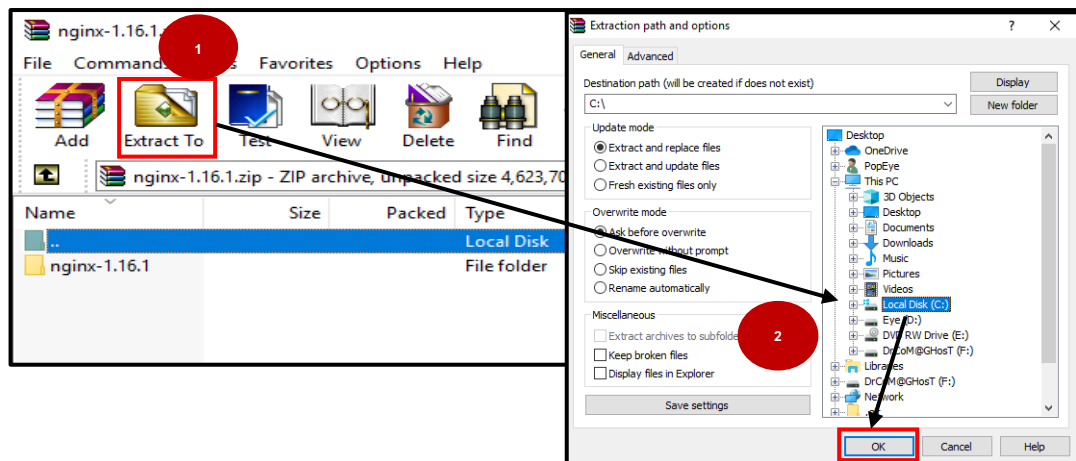 nginx-1.16.1.
1
File Commands Favorites Options Help
Add Extract To Test View Delete Find
nginx-1.16.1.zip - ZIP archive, unpacked size 4,623,70
Name Size Packed Type
.. Local Disk
nginx-1.16.1 File folder
Extraction path and options
General Advanced
Destination path (will be created if does not exist)
Display
C:\
New folder
Update mode
Extract and replace files
Extract and update files
Fresh existing files only
Overwrite mode
Ask before overwrite
Overwrite without prompt
Skip existing files
Rename automatically
Miscellaneous
Extract archives to subfold
2
Keep broken files
Display files in Explorer
Save settings
Desktop
OneDrive
PopEye
This PC
3D Objects
Desktop
Documents
Downloads
Music
Pictures
Videos
Local Disk (C:)
Eye (D:)
DVD RW Drive (E:)
DrCoM@GHosT (F:)
Libraries
DrCoM@GHosT (F:)
Network
OK Cancel Help